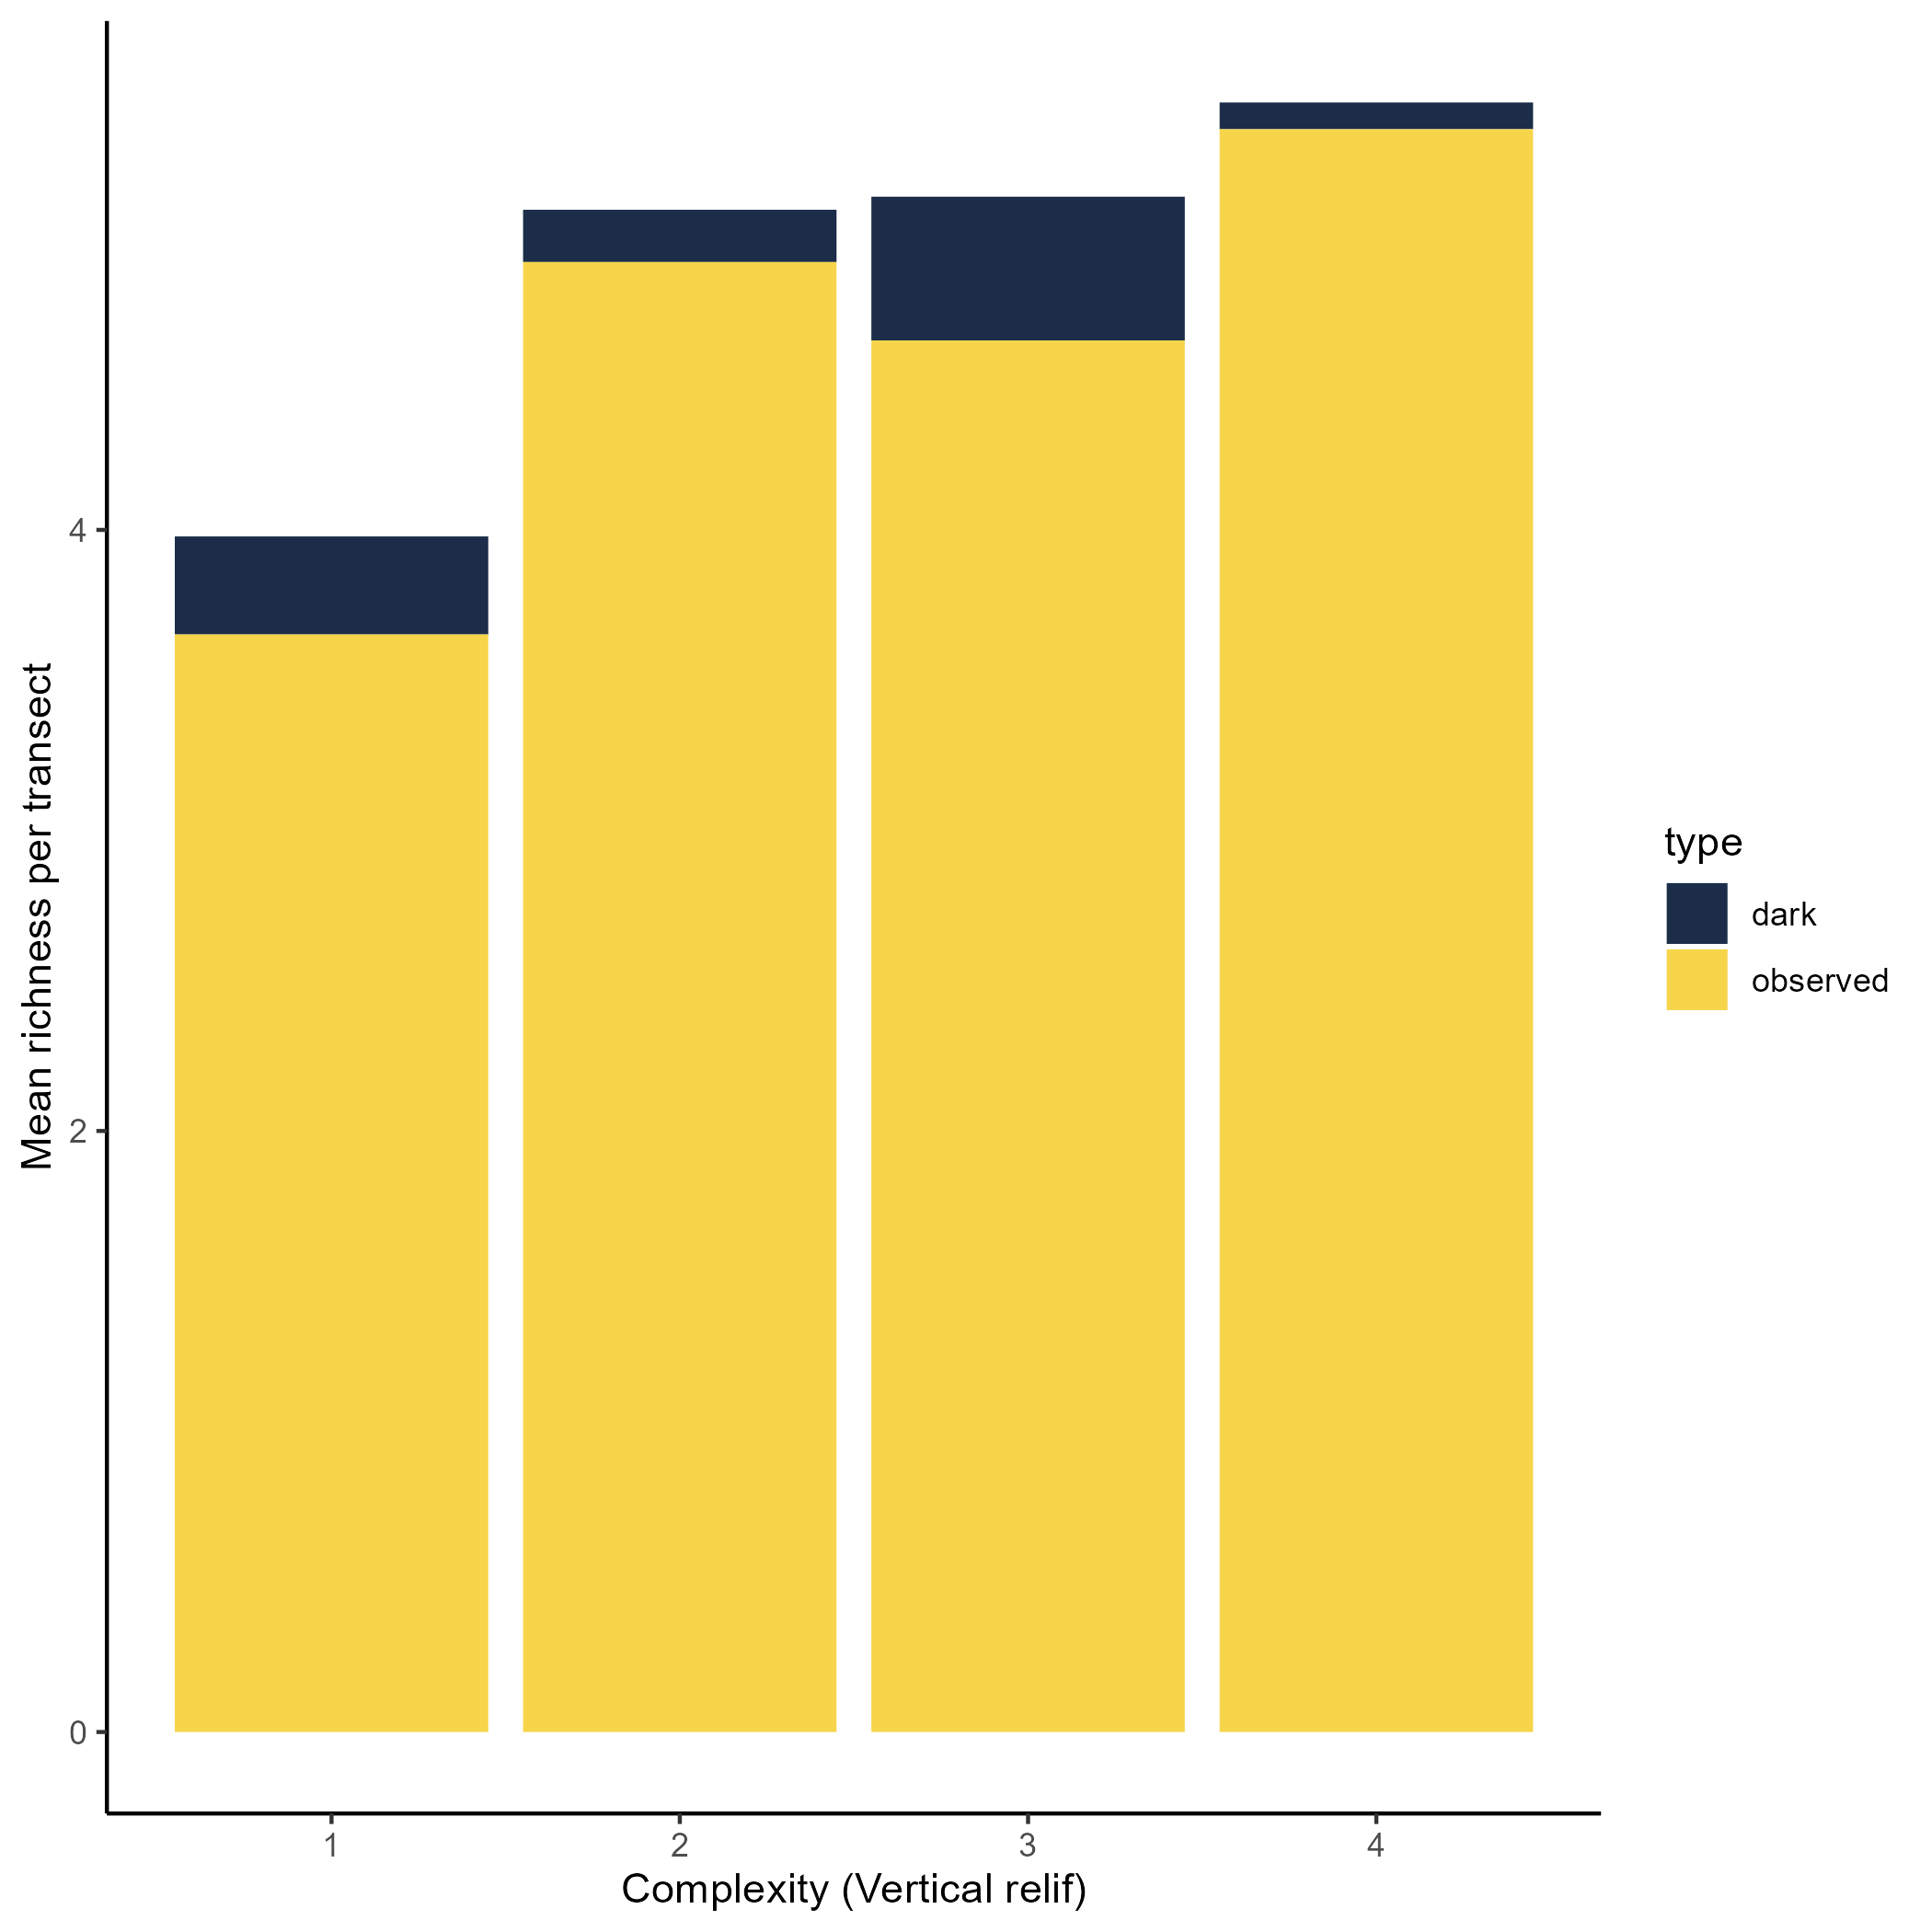 Mean richness per transect
4
2
0
1 2 3 4
Complexity (Vertical relif)
type
dark
observed